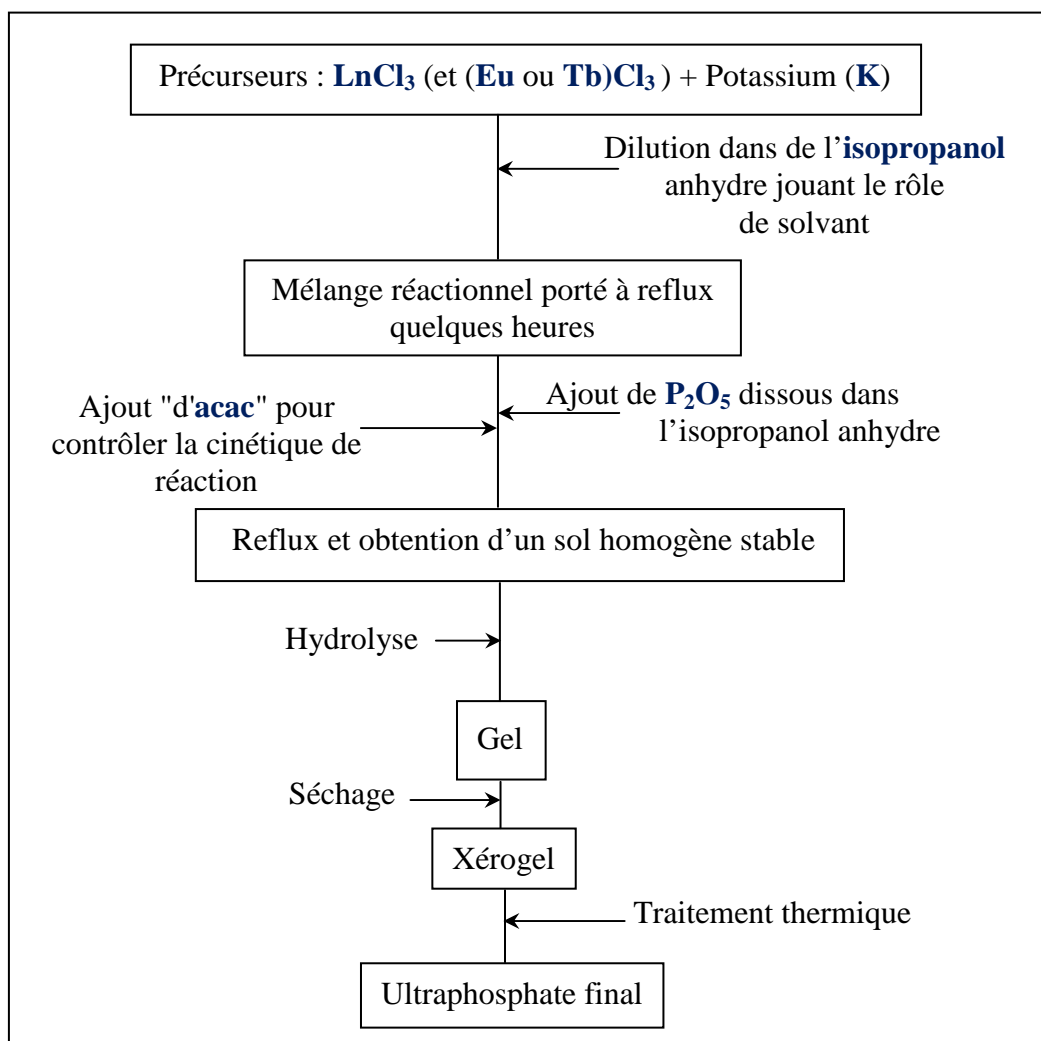 Précurseurs : LnCl₃ (et (Eu ou Tb)Cl₃ ) + Potassium (K)
Dilution dans de l’isopropanol
anhydre jouant le rôle
de solvant
Mélange réactionnel porté à reflux
quelques heures
Ajout "d'acac" pour
contrôler la cinétique de
réaction
Ajout de P₂O₅ dissous dans
l’isopropanol anhydre
Reflux et obtention d’un sol homogène stable
Hydrolyse
Gel
Séchage
Xérogel
Traitement thermique
Ultraphosphate final